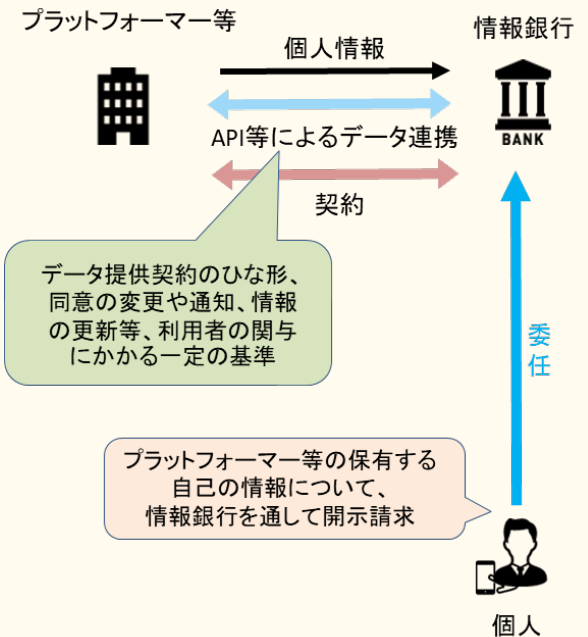 プラットフォーマー等
情報銀行
個人情報
BANK
API等によるデータ連携
契約
データ提供契約のひな形、
同意の変更や通知、情報
の更新等、利用者の関与
にかかる一定の基準
委任
プラットフォーマー等の保有する
自己の情報について、
情報銀行を通して開示請求
個人